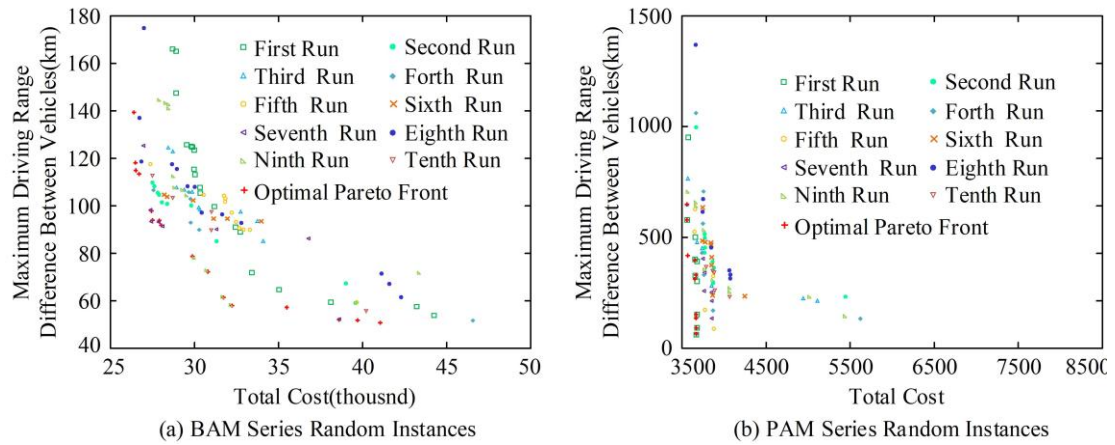 Maximum Driving Range
Difference Between Vehicles(km)
180
160
140
120
100
80
60
40
25
30
35
40
45
50
First Run
Second Run
Third Run
Forth Run
Fifth Run
Sixth Run
Seventh Run
Eighth Run
Ninth Run
Tenth Run
Optimal Pareto Front
Total Cost(thousnd)
(a) BAM Series Random Instances
Maximum Driving Range
Difference Between Vehicles(km)
1500
1000
500
0
3500
4500
5500
6500
7500
8500
First Run
Second Run
Third Run
Forth Run
Fifth Run
Sixth Run
Seventh Run
Eighth Run
Ninth Run
Tenth Run
Optimal Pareto Front
Total Cost
(b) PAM Series Random Instances